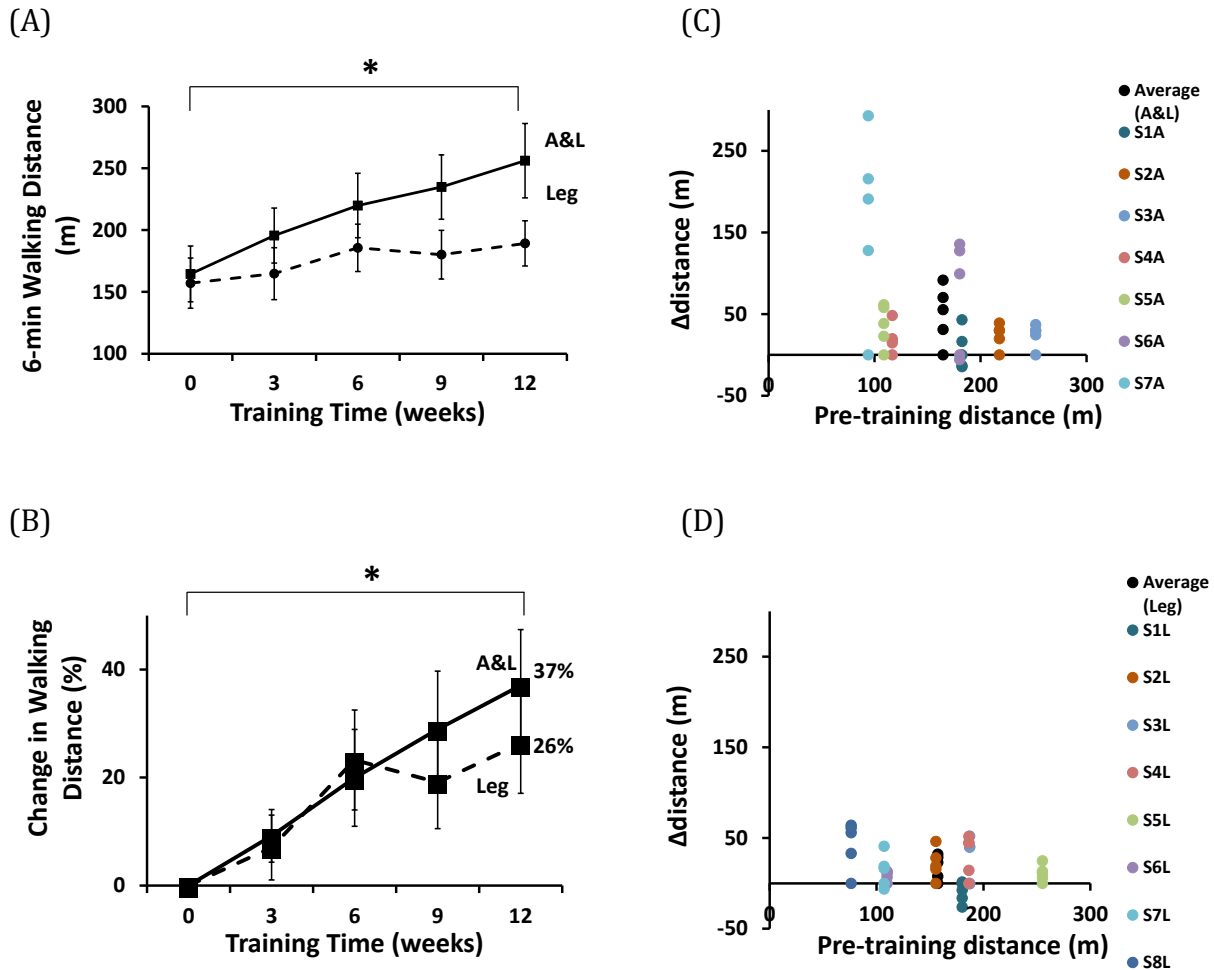 (A)
*
6-min Walking Distance
(m)
300
250
200
150
100
A&L
Leg
0 3 6 9 12
Training Time (weeks)
(C)
Δdistance (m)
250
150
50
-50
0 100 200 300
Pre-training distance (m)
Average
(A&L)
S1A
S2A
S3A
S4A
S5A
S6A
S7A
(B)
*
Change in Walking
Distance (%)
40
20
0
A&L
37%
26%
Leg
0 3 6 9 12
Training Time (weeks)
(D)
Δdistance (m)
250
150
50
-50
0 100 200 300
Pre-training distance (m)
Average
(Leg)
S1L
S2L
S3L
S4L
S5L
S6L
S7L
S8L